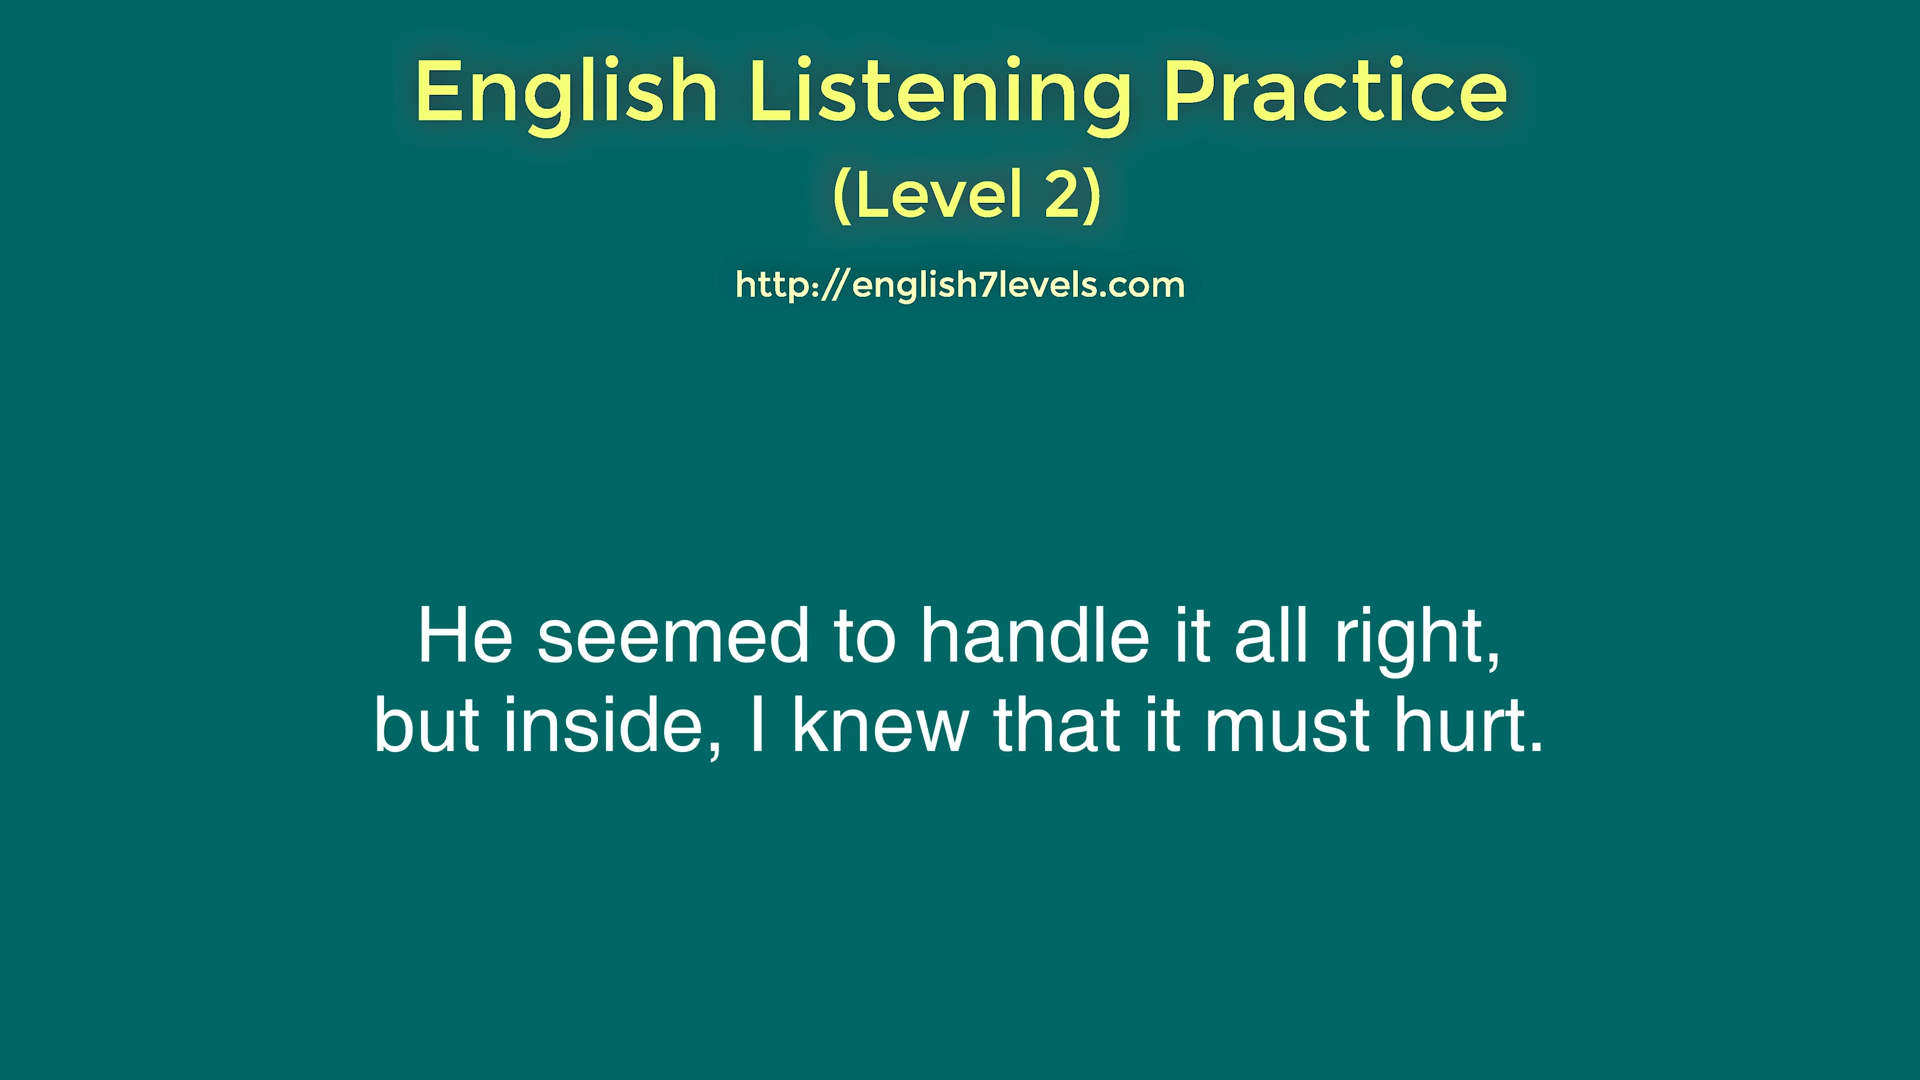 English Listening Practice
(Level 2)
http://english7levels.com
He seemed to handle it all right,
but inside, I knew that it must hurt.